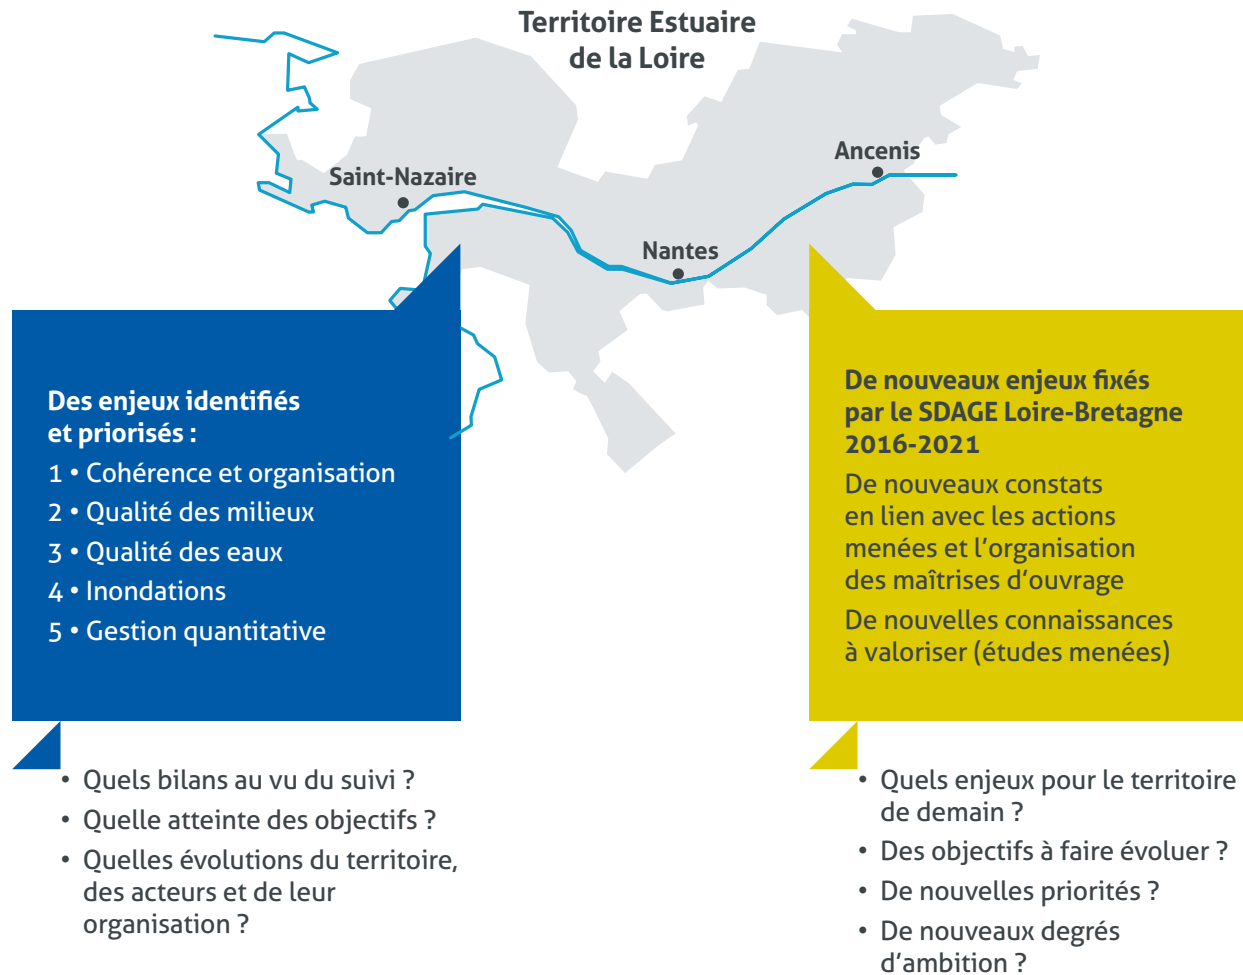 Territoire Estuaire
de la Loire
Ancenis
Saint-Nazaire
Nantes
Des enjeux identifiés
et priorisés :
1 • Cohérence et organisation
2 • Qualité des milieux
3 • Qualité des eaux
4 • Inondations
5 • Gestion quantitative
• Quels bilans au vu du suivi ?
• Quelle atteinte des objectifs ?
• Quelles évolutions du territoire,
des acteurs et de leur
organisation ?
De nouveaux enjeux fixés
par le SDAGE Loire-Bretagne
2016-2021
De nouveaux constats
en lien avec les actions
menées et l’organisation
des maîtrises d’ouvrage
De nouvelles connaissances
à valoriser (études menées)
• Quels enjeux pour le territoire
de demain ?
• Des objectifs à faire évoluer ?
• De nouvelles priorités ?
• De nouveaux degrés
d’ambition ?